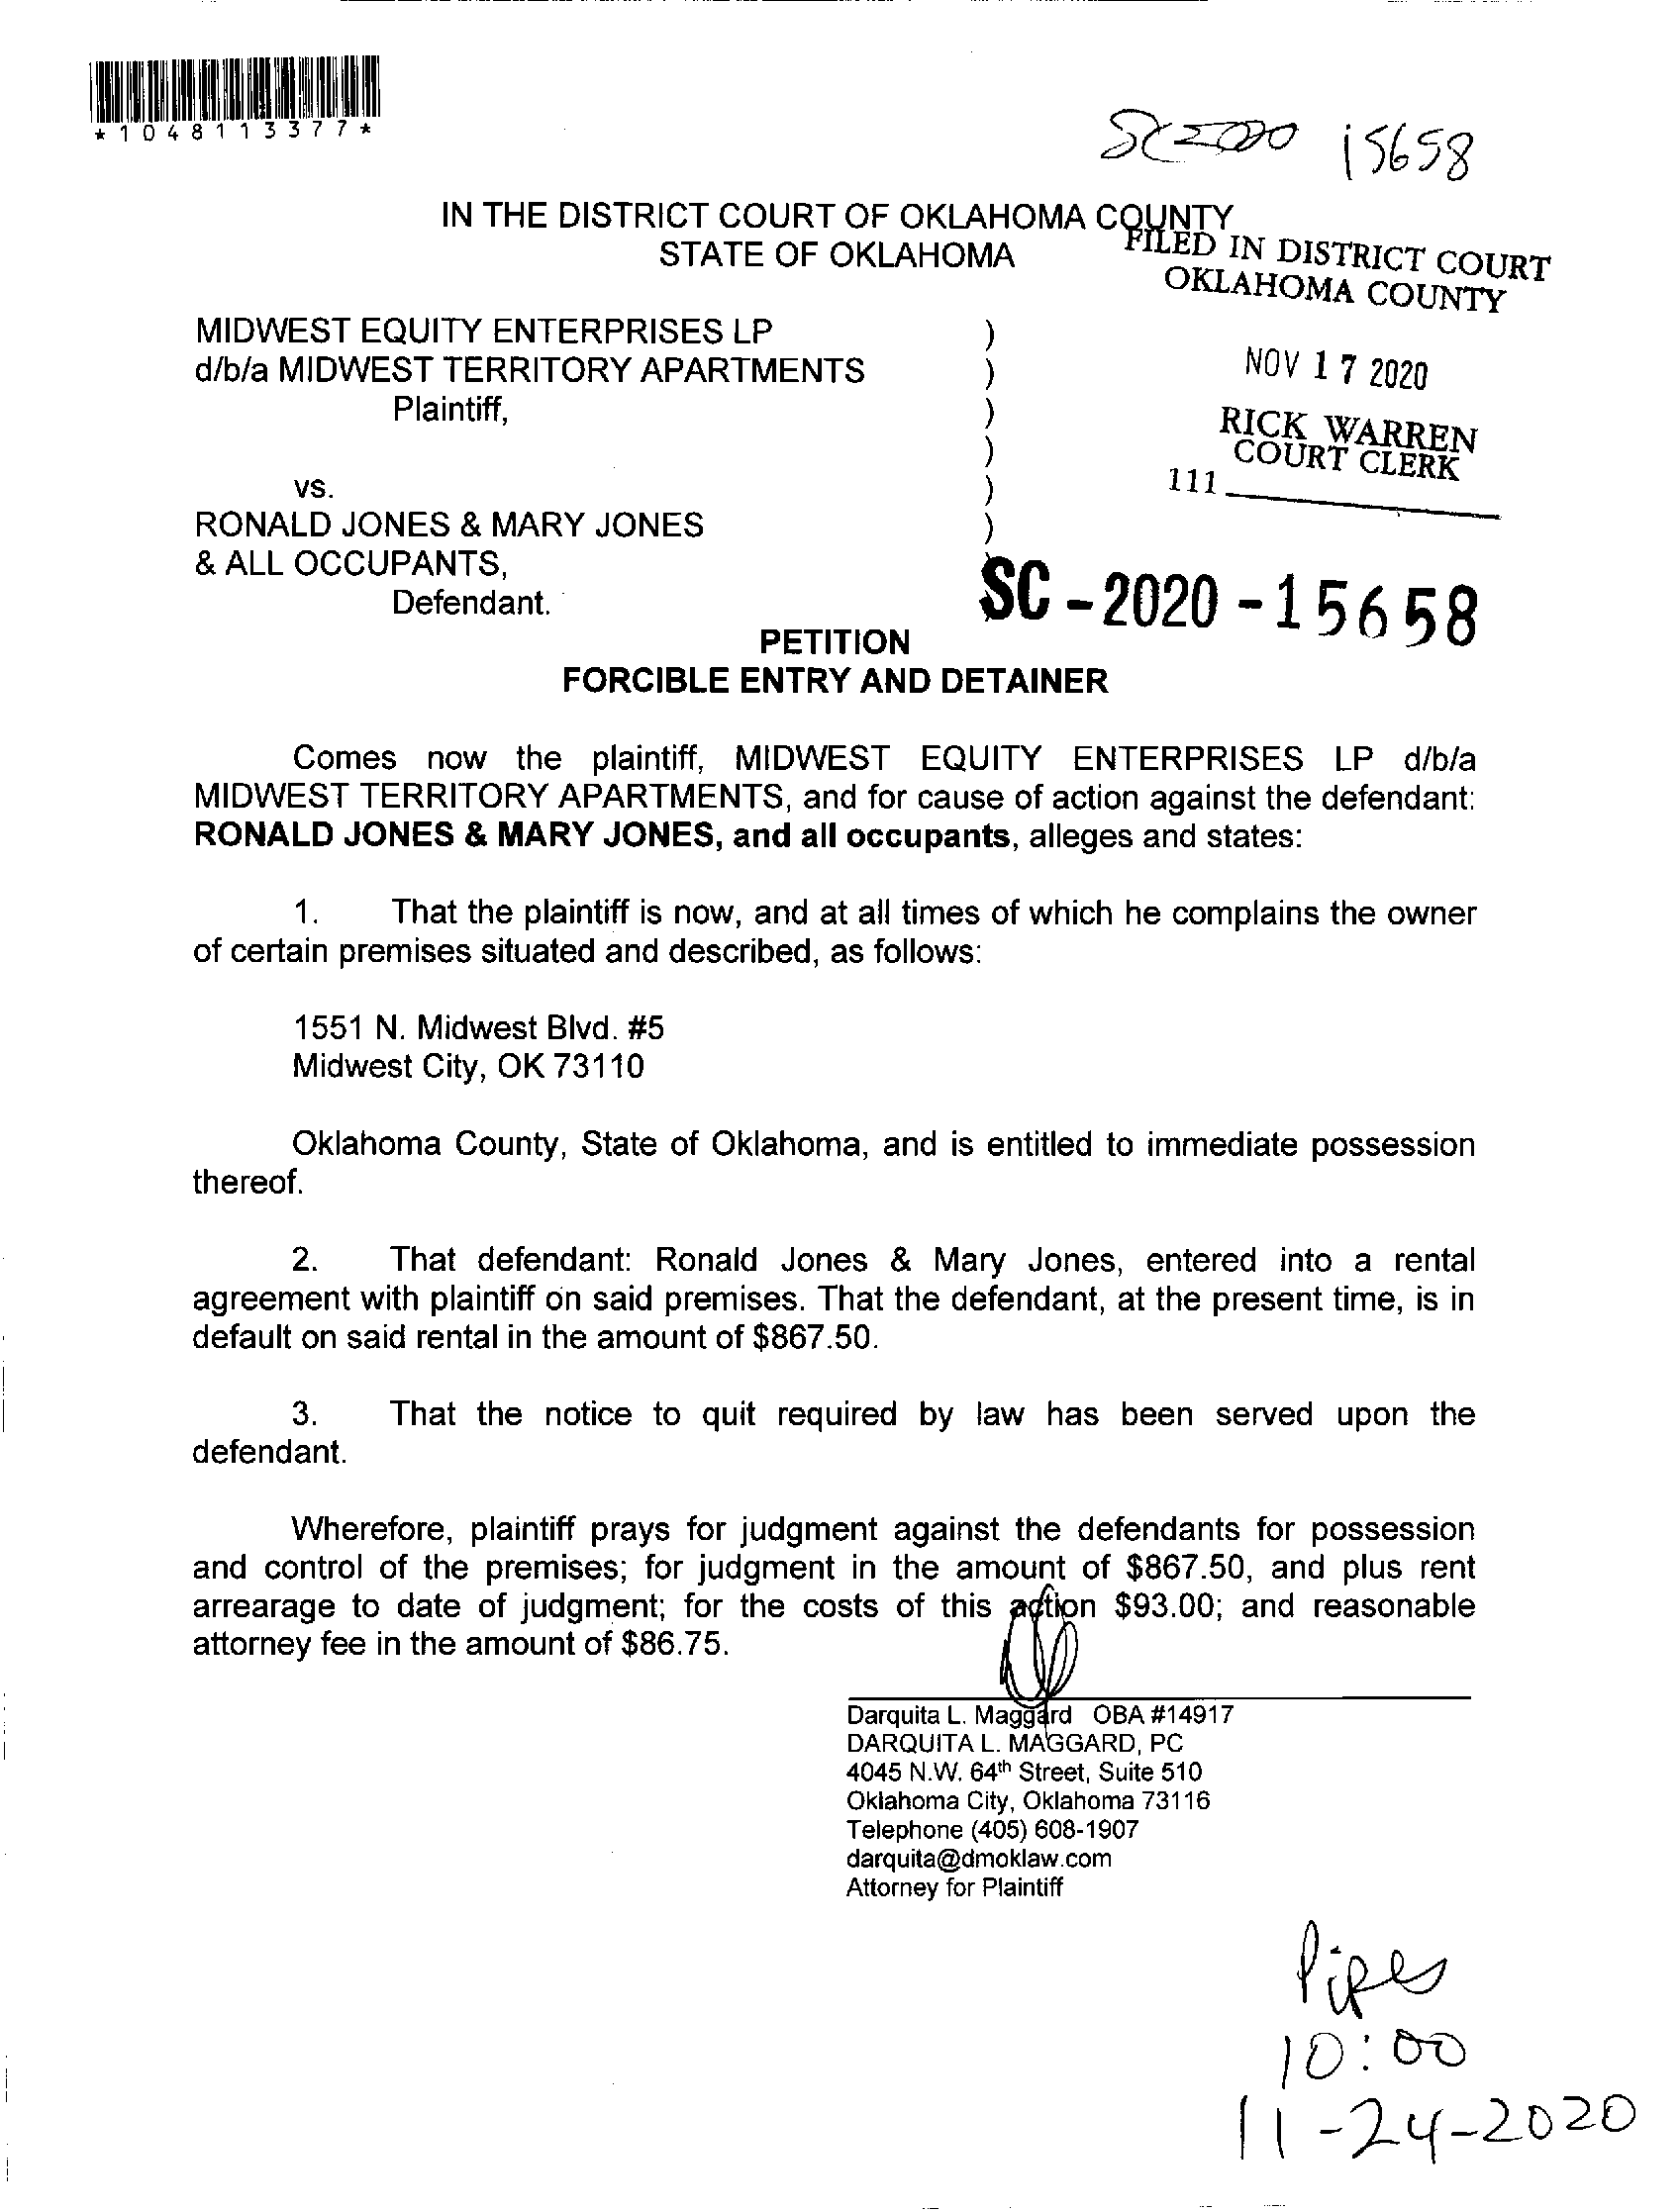 *1048113377*
SC2020 15658
IN THE DISTRICT COURT OF OKLAHOMA COUNTY
STATE OF OKLAHOMA
FILED IN DISTRICT COURT
OKLAHOMA COUNTY
MIDWEST EQUITY ENTERPRISES LP )
d/b/a MIDWEST TERRITORY APARTMENTS )
Plaintiff, )
)
vs. )
RONALD JONES & MARY JONES )
& ALL OCCUPANTS, )
Defendant.
NOV 17 2020
RICK WARREN
COURT CLERK
111
SC-2020-15658
PETITION
FORCIBLE ENTRY AND DETAINER
Comes now the plaintiff, MIDWEST EQUITY ENTERPRISES LP d/b/a
MIDWEST TERRITORY APARTMENTS, and for cause of action against the defendant:
RONALD JONES & MARY JONES, and all occupants, alleges and states:
1. That the plaintiff is now, and at all times of which he complains the owner
of certain premises situated and described, as follows:
1551 N. Midwest Blvd. #5
Midwest City, OK 73110
Oklahoma County, State of Oklahoma, and is entitled to immediate possession
thereof.
2. That defendant: Ronald Jones & Mary Jones, entered into a rental
agreement with plaintiff on said premises. That the defendant, at the present time, is in
default on said rental in the amount of $867.50.
3. That the notice to quit required by law has been served upon the
defendant.
Wherefore, plaintiff prays for judgment against the defendants for possession
and control of the premises; for judgment in the amount of $867.50, and plus rent
arrearage to date of judgment; for the costs of this action $93.00; and reasonable
attorney fee in the amount of $86.75.
Darquita L. Maggard OBA #14917
DARQUITA L. MAGGARD, PC
4045 N.W. 64th Street, Suite 510
Oklahoma City, Oklahoma 73116
Telephone (405) 608-1907
darquita@dmoklaw.com
Attorney for Plaintiff
Pipes
10:00
11-24-2020